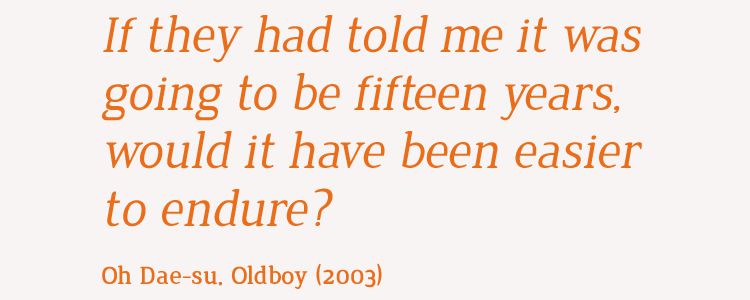 If they had told me it was
going to be fifteen years,
would it have been easier
to endure?
Oh Dae-su, Oldboy (2003)